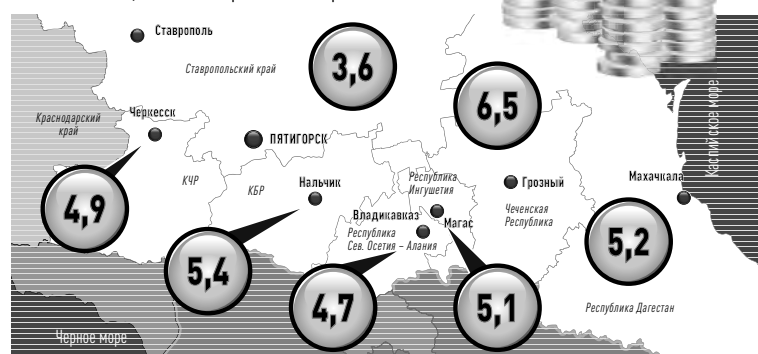 Ставрополь
3,6
Ставропольский край
6,5
Черкесск
Краснодарский
край
ПЯТИГОРСК
Каспийское море
КЧР
КБР
Нальчик
Республика
Ингушетия
Грозный
Махачкала
4,9
Владикавказ
Магас
Чеченская
Республика
Республика
Сев. Осетия – Алания
5,2
5,4
4,7
5,1
Республика Дагестан
Черное море